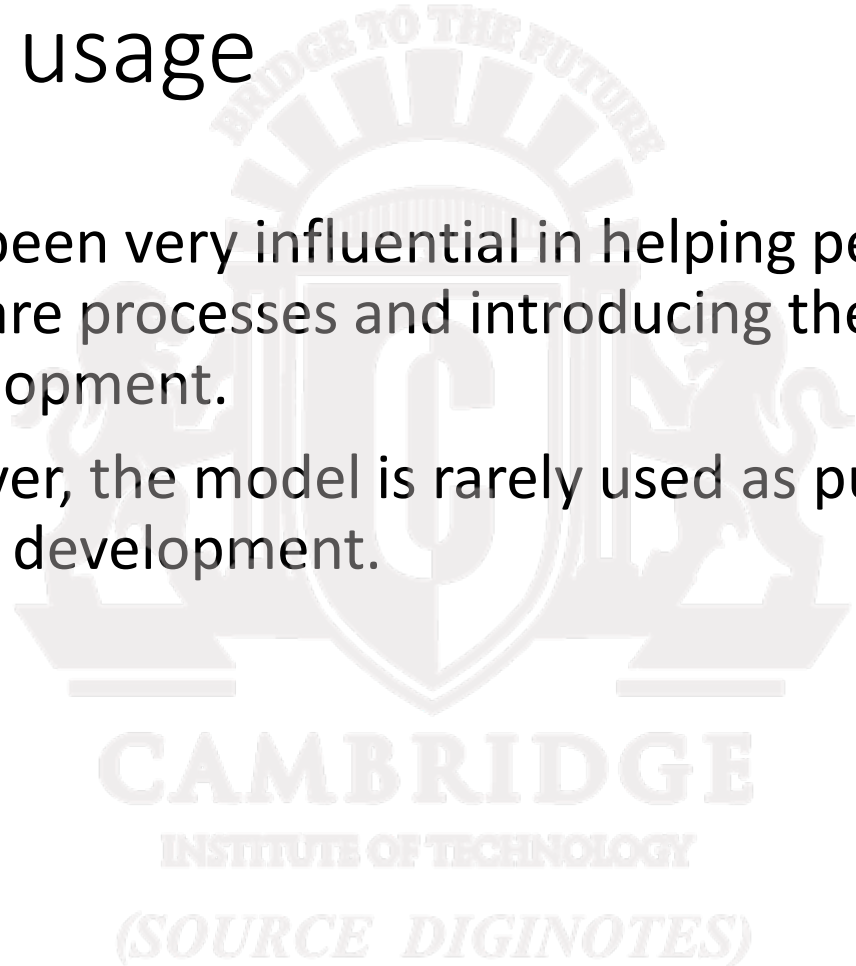 BRIDGE TO THE FUTURE
usage
been very influential in helping pe
are processes and introducing the
opment.
ver, the model is rarely used as pu
development.
C
CAMBRIDGE
INSTITUTE OF TECHNOLOGY
(SOURCE DIGINOTES)